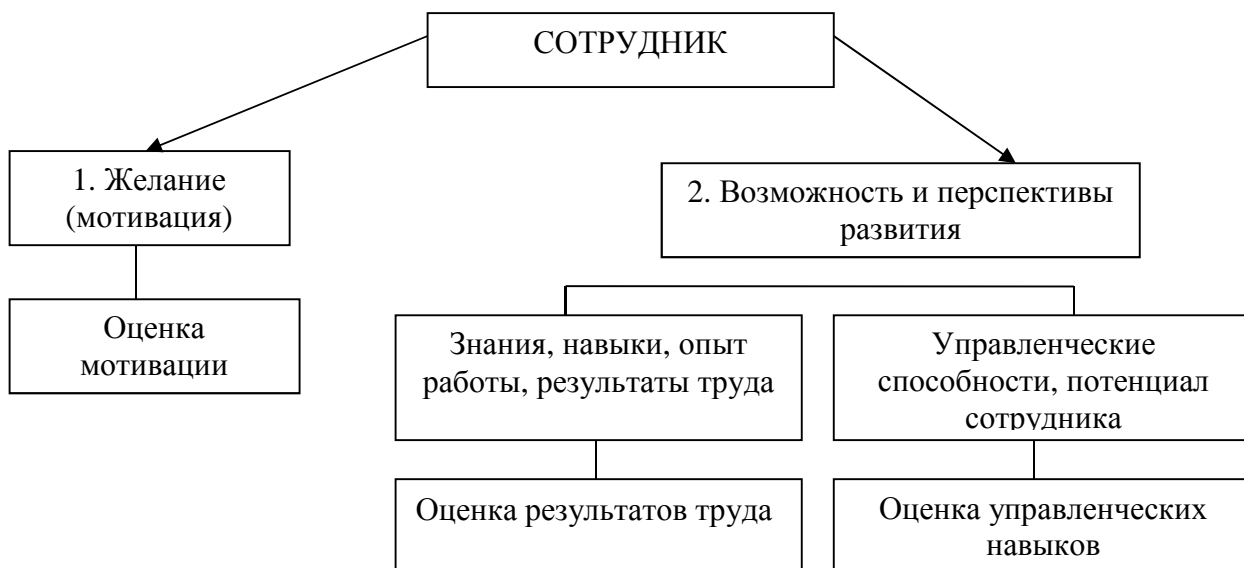 СОТРУДНИК
1. Желание
(мотивация)
2. Возможность и перспективы
развития
Оценка
мотивации
Знания, навыки, опыт
работы, результаты труда
Управленческие
способности, потенциал
сотрудника
Оценка результатов труда
Оценка управленческих
навыков